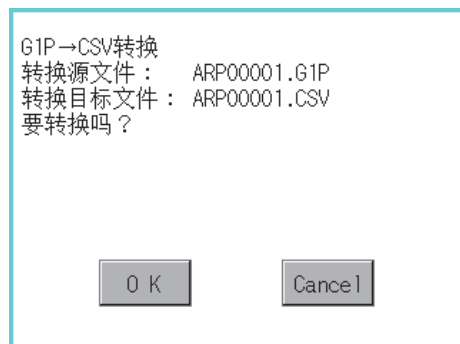 G1P→CSV转换
转换源文件： ARP00001.G1P
转换目标文件： ARP00001.CSV
要转换吗？
OK Cancel